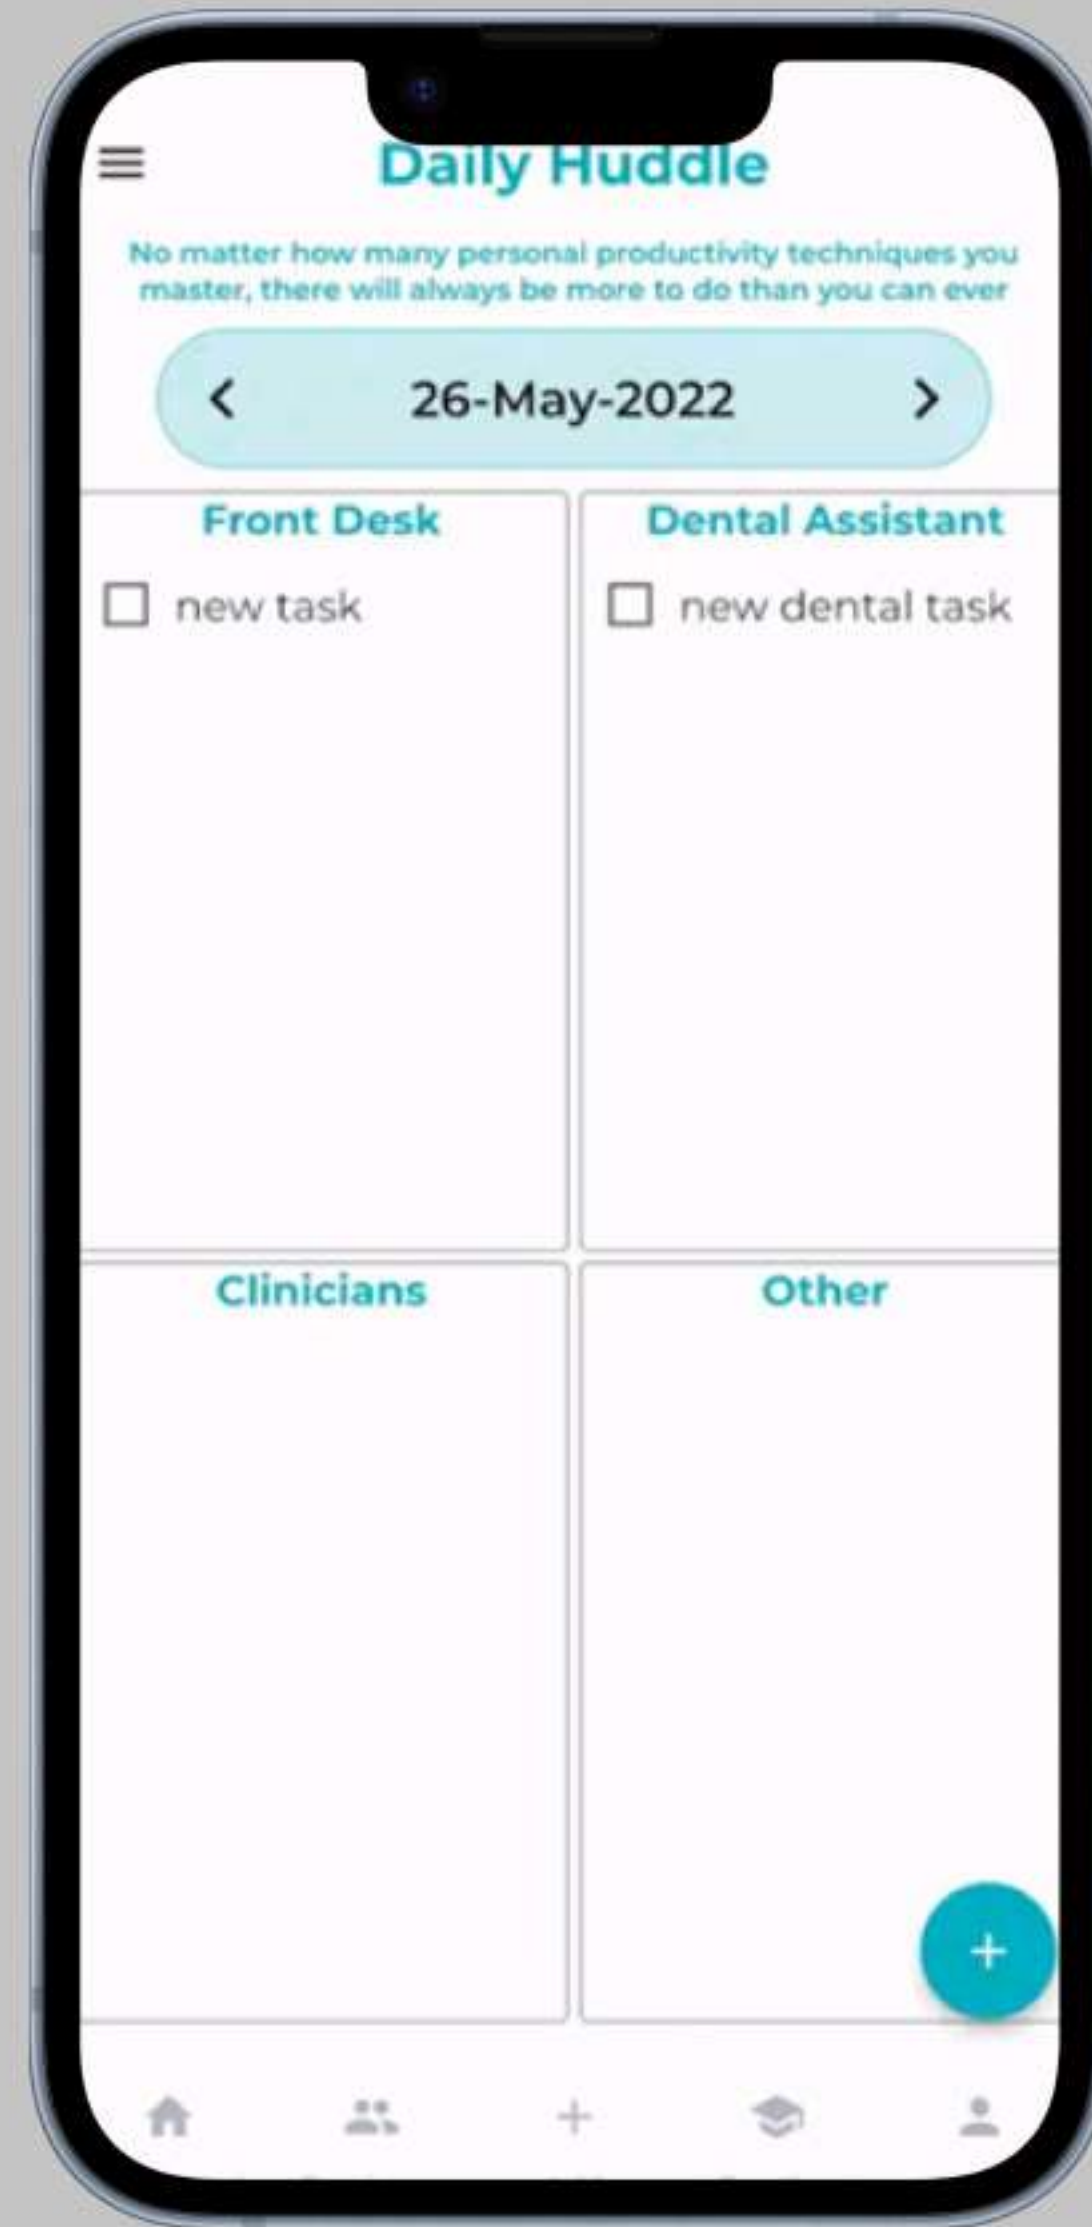 Daily Huddle
No matter how many personal productivity techniques you
master, there will always be more to do than you can ever
26-May-2022
Front Desk
Dental Assistant
new task
new dental task
Clinicians
Other